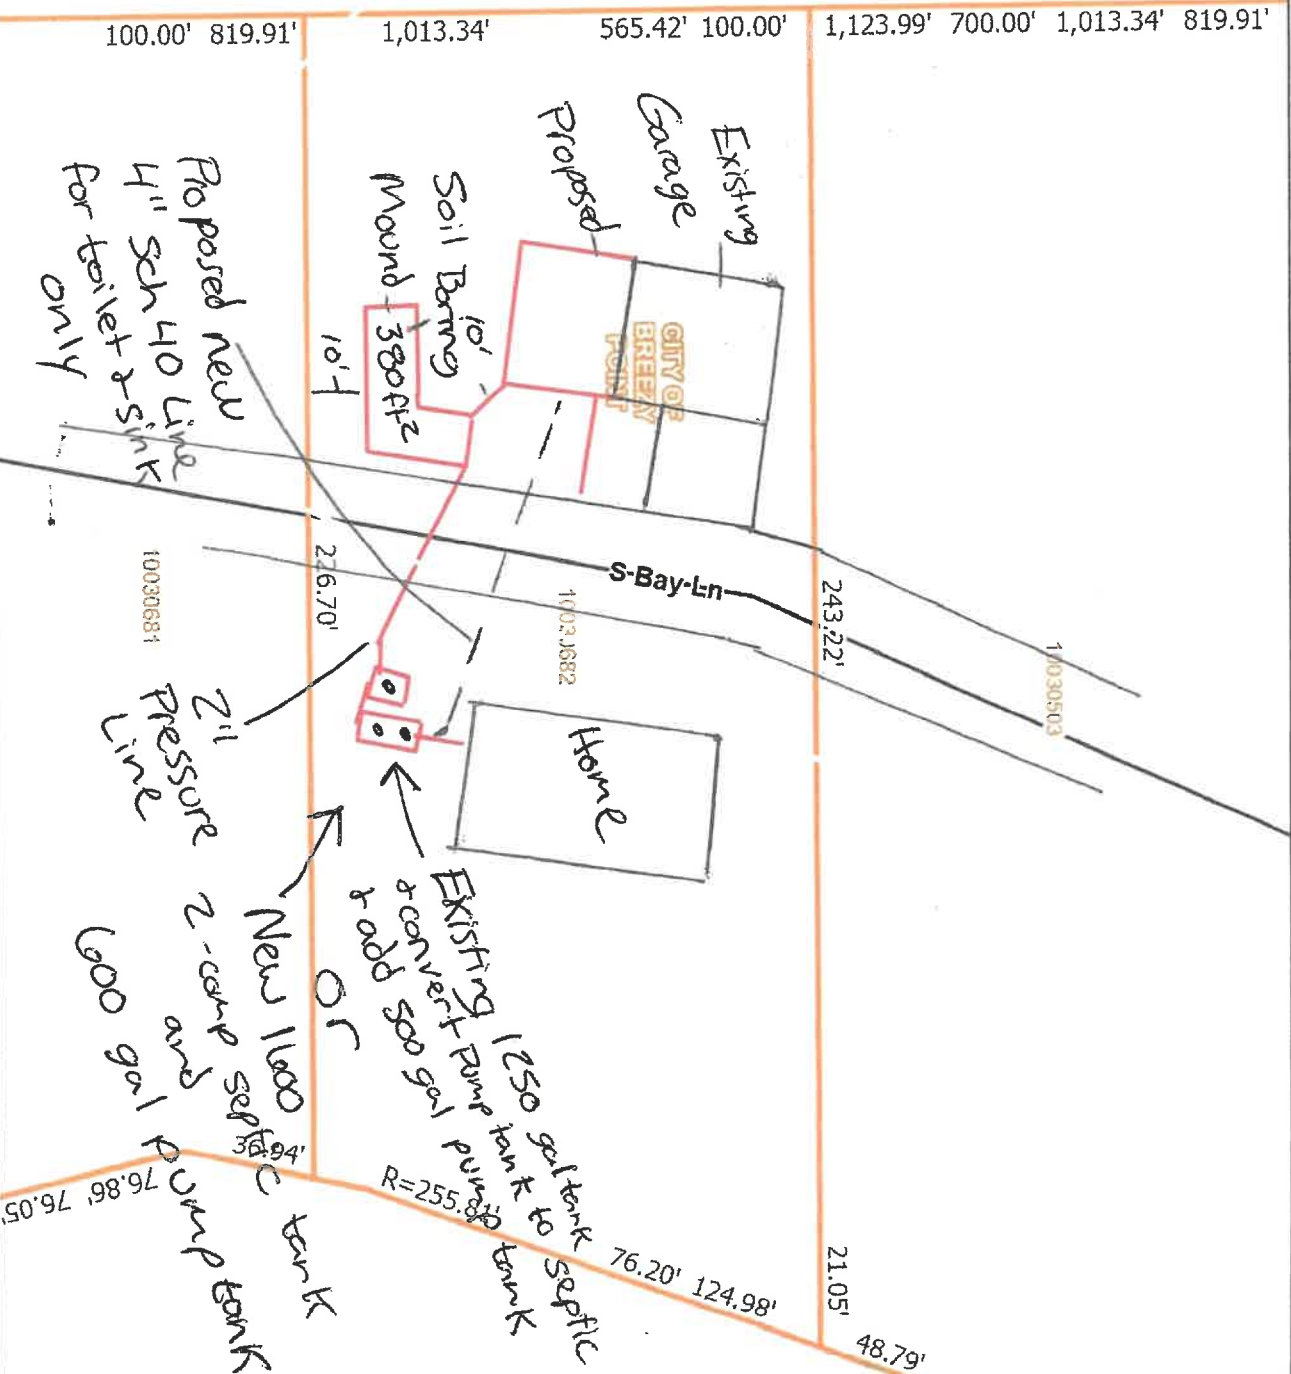 100.00' 819.91' 1,013.34' 565.42' 100.00' 1,123.99' 700.00' 1,013.34' 819.91'
Existing
Garage
Proposed
CITY OF
BREEZY
POINT
Soil Boring
10'
Mound - 380 ft2
10'+
Proposed new
4" Sch 40 Line
for toilet & sink
only
S-Bay-Ln
226.70'
243.22'
10030681
10030682
10030503
Home
2"
Pressure
Line
Existing 1250 gal tank
& convert pump tank to septic
& add 500 gal pump tank
or
New 1600
2-comp septic tank
and
600 gal pump tank
36.94'
76.86'
76.05'
76.20' 124.98'
21.05'
48.79'